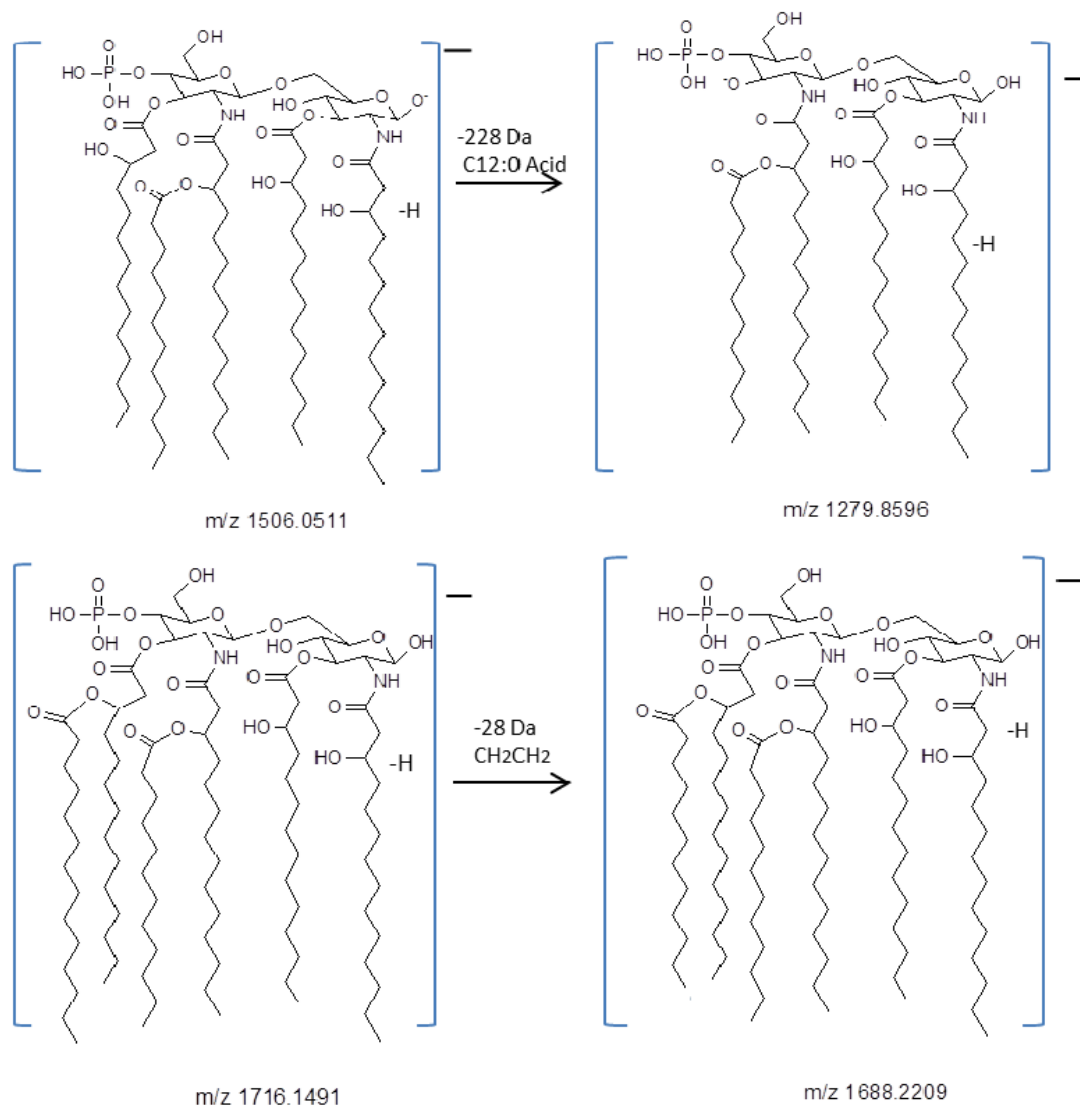 OH
O
HO P O O O
OH O NH HO O O-
O O O NH
HO O HO O
O O HO -H
-228 Da
C12:0 Acid
m/z 1506.0511
OH
O
HO P O O O
OH -O NH HO O OH
O O O NH
O O HO O
HO
-H
m/z 1279.8596
OH
O
HO P O O O
OH O NH HO O OH
O O O O NH
O O HO O
O O HO -H
-28 Da
CH2CH2
m/z 1716.1491
OH
O
HO P O O O
OH O NH HO O OH
O O O O NH
O O HO O
O O HO -H
m/z 1688.2209